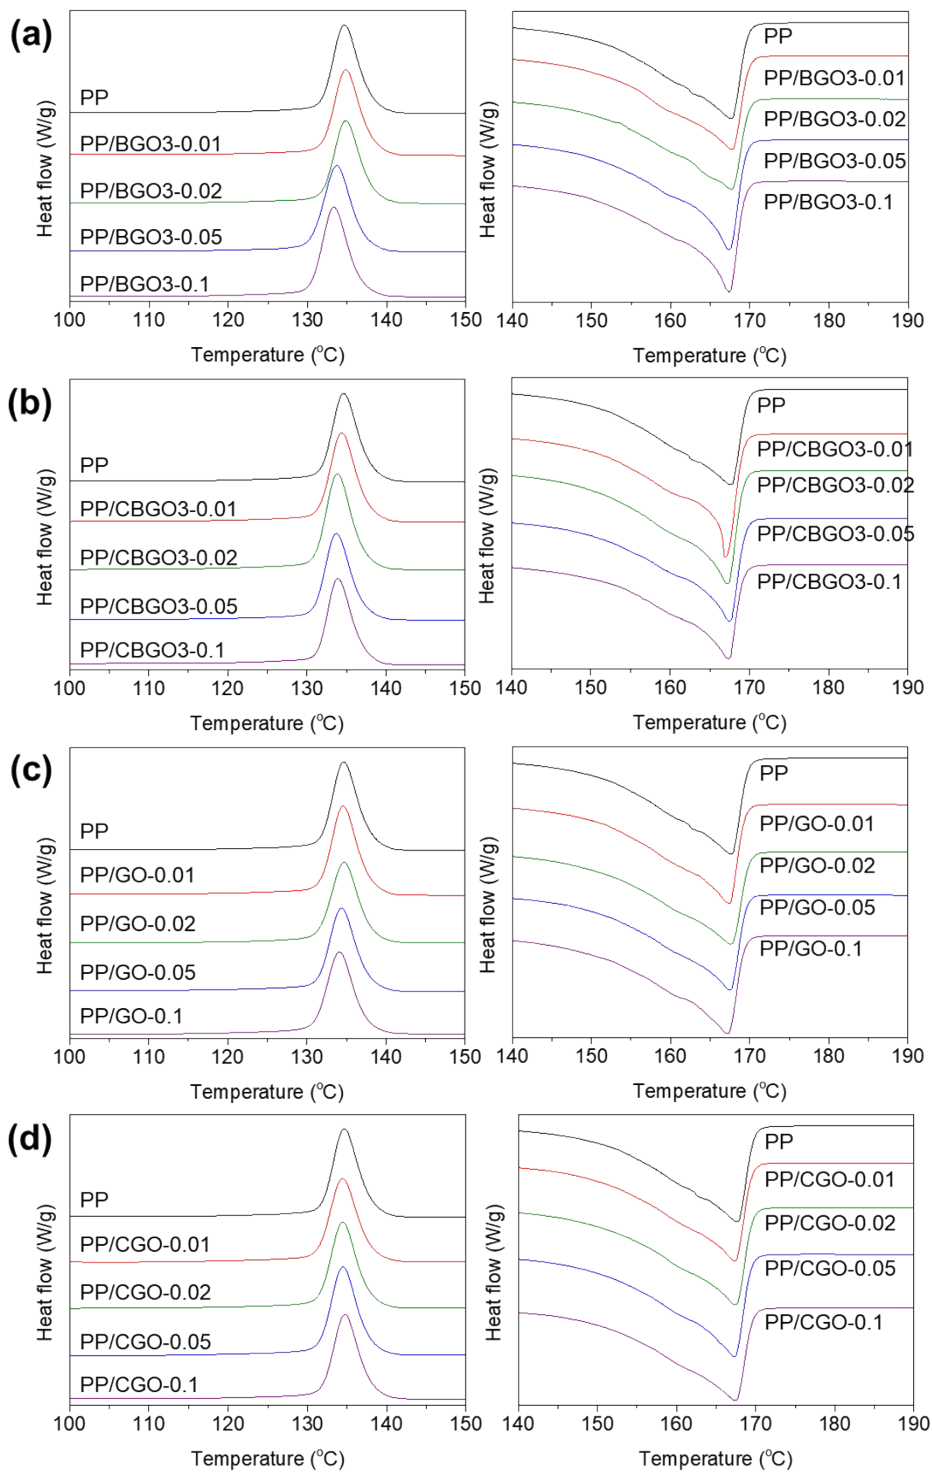 (a)
Heat flow (W/g)
PP
PP/BGO3-0.01
PP/BGO3-0.02
PP/BGO3-0.05
PP/BGO3-0.1
100 110 120 130 140 150
Temperature (°C)
Heat flow (W/g)
PP
PP/BGO3-0.01
PP/BGO3-0.02
PP/BGO3-0.05
PP/BGO3-0.1
140 150 160 170 180 190
Temperature (°C)
(b)
Heat flow (W/g)
PP
PP/CBGO3-0.01
PP/CBGO3-0.02
PP/CBGO3-0.05
PP/CBGO3-0.1
100 110 120 130 140 150
Temperature (°C)
Heat flow (W/g)
PP
PP/CBGO3-0.01
PP/CBGO3-0.02
PP/CBGO3-0.05
PP/CBGO3-0.1
140 150 160 170 180 190
Temperature (°C)
(c)
Heat flow (W/g)
PP
PP/GO-0.01
PP/GO-0.02
PP/GO-0.05
PP/GO-0.1
100 110 120 130 140 150
Temperature (°C)
Heat flow (W/g)
PP
PP/GO-0.01
PP/GO-0.02
PP/GO-0.05
PP/GO-0.1
140 150 160 170 180 190
Temperature (°C)
(d)
Heat flow (W/g)
PP
PP/CGO-0.01
PP/CGO-0.02
PP/CGO-0.05
PP/CGO-0.1
100 110 120 130 140 150
Temperature (°C)
Heat flow (W/g)
PP
PP/CGO-0.01
PP/CGO-0.02
PP/CGO-0.05
PP/CGO-0.1
140 150 160 170 180 190
Temperature (°C)